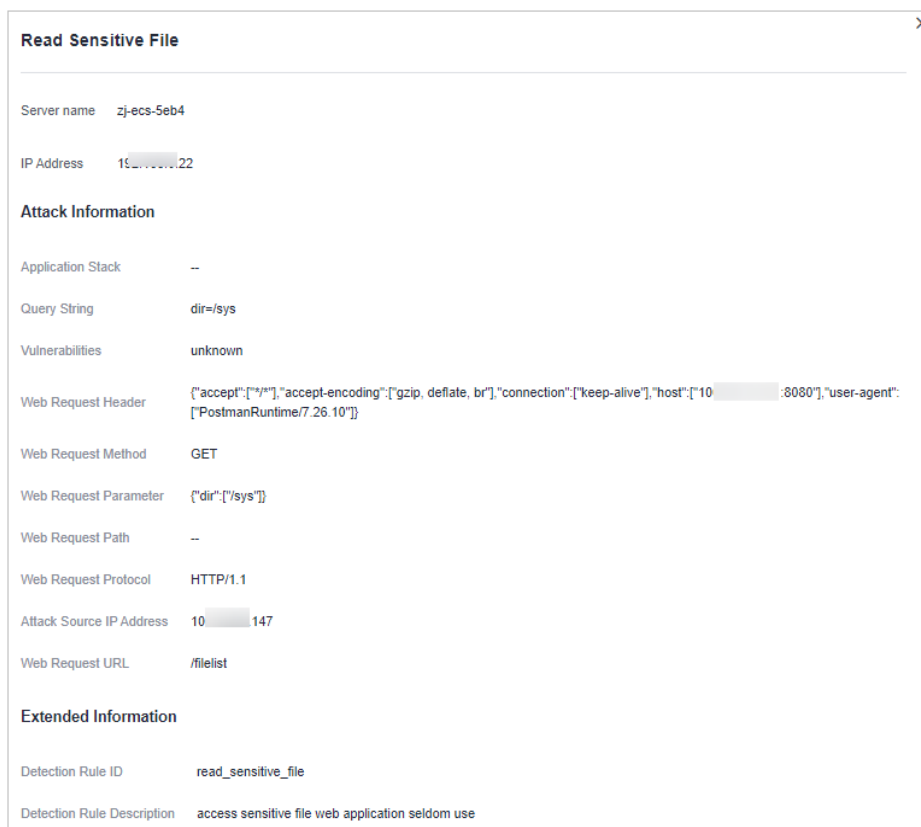 Read Sensitive File
Server name zj-ecs-5eb4
IP Address .22
Attack Information
Application Stack --
Query String dir=/sys
Vulnerabilities unknown
Web Request Header {"accept":["*/*"],"accept-encoding":["gzip, deflate, br"],"connection":["keep-alive"],"host":["10 :8080"],"user-agent":
["PostmanRuntime/7.26.10"]}
Web Request Method GET
Web Request Parameter {"dir":["/sys"]}
Web Request Path --
Web Request Protocol HTTP/1.1
Attack Source IP Address 10 .147
Web Request URL /filelist
Extended Information
Detection Rule ID read_sensitive_file
Detection Rule Description access sensitive file web application seldom use